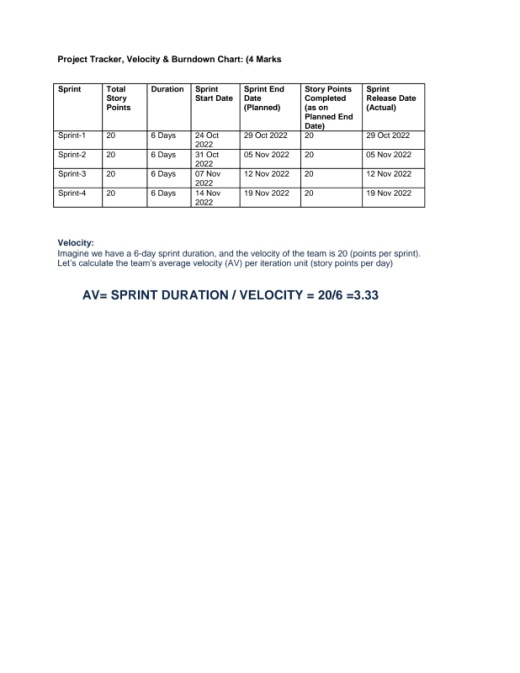 Project Tracker, Velocity & Burndown Chart: (4 Marks
Sprint Total Story Points Duration Sprint Start Date Sprint End Date (Planned) Story Points Completed (as on Planned End Date) Sprint Release Date (Actual)
Sprint-1 20 6 Days 24 Oct 2022 29 Oct 2022 20 29 Oct 2022
Sprint-2 20 6 Days 31 Oct 2022 05 Nov 2022 20 05 Nov 2022
Sprint-3 20 6 Days 07 Nov 2022 12 Nov 2022 20 12 Nov 2022
Sprint-4 20 6 Days 14 Nov 2022 19 Nov 2022 20 19 Nov 2022
Velocity:
Imagine we have a 6-day sprint duration, and the velocity of the team is 20 (points per sprint).
Let's calculate the team's average velocity (AV) per iteration unit (story points per day)
AV= SPRINT DURATION / VELOCITY = 20/6 =3.33